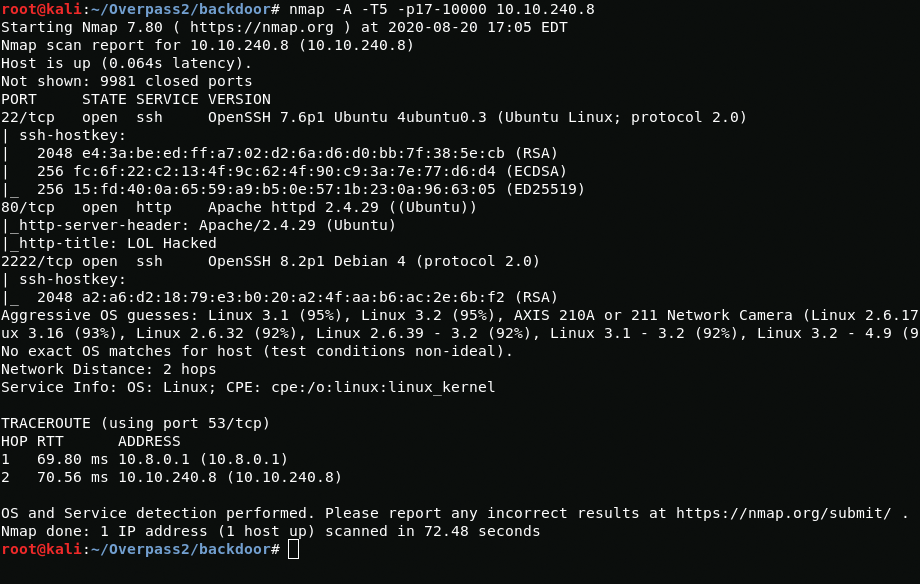 root@kali:~/Overpass2/backdoor# nmap -A -T5 -p17-10000 10.10.240.8
Starting Nmap 7.80 ( https://nmap.org ) at 2020-08-20 17:05 EDT
Nmap scan report for 10.10.240.8 (10.10.240.8)
Host is up (0.064s latency).
Not shown: 9981 closed ports
PORT     STATE SERVICE VERSION
22/tcp   open  ssh     OpenSSH 7.6p1 Ubuntu 4ubuntu0.3 (Ubuntu Linux; protocol 2.0)
| ssh-hostkey:
|   2048 e4:3a:be:ed:ff:a7:02:d2:6a:d6:d0:bb:7f:38:5e:cb (RSA)
|   256 fc:6f:22:c2:13:4f:9c:62:4f:90:c9:3a:7e:77:d6:d4 (ECDSA)
|_  256 15:fd:40:0a:65:59:a9:b5:0e:57:1b:23:0a:96:63:05 (ED25519)
80/tcp   open  http    Apache httpd 2.4.29 ((Ubuntu))
|_http-server-header: Apache/2.4.29 (Ubuntu)
|_http-title: LOL Hacked
2222/tcp open  ssh     OpenSSH 8.2p1 Debian 4 (protocol 2.0)
| ssh-hostkey:
|_  2048 a2:a6:d2:18:79:e3:b0:20:a2:4f:aa:b6:ac:2e:6b:f2 (RSA)
Aggressive OS guesses: Linux 3.1 (95%), Linux 3.2 (95%), AXIS 210A or 211 Network Camera (Linux 2.6.17
ux 3.16 (93%), Linux 2.6.32 (92%), Linux 2.6.39 - 3.2 (92%), Linux 3.1 - 3.2 (92%), Linux 3.2 - 4.9 (9
No exact OS matches for host (test conditions non-ideal).
Network Distance: 2 hops
Service Info: OS: Linux; CPE: cpe:/o:linux:linux_kernel
TRACEROUTE (using port 53/tcp)
HOP RTT      ADDRESS
1   69.80 ms 10.8.0.1 (10.8.0.1)
2   70.56 ms 10.10.240.8 (10.10.240.8)
OS and Service detection performed. Please report any incorrect results at https://nmap.org/submit/ .
Nmap done: 1 IP address (1 host up) scanned in 72.48 seconds
root@kali:~/Overpass2/backdoor#